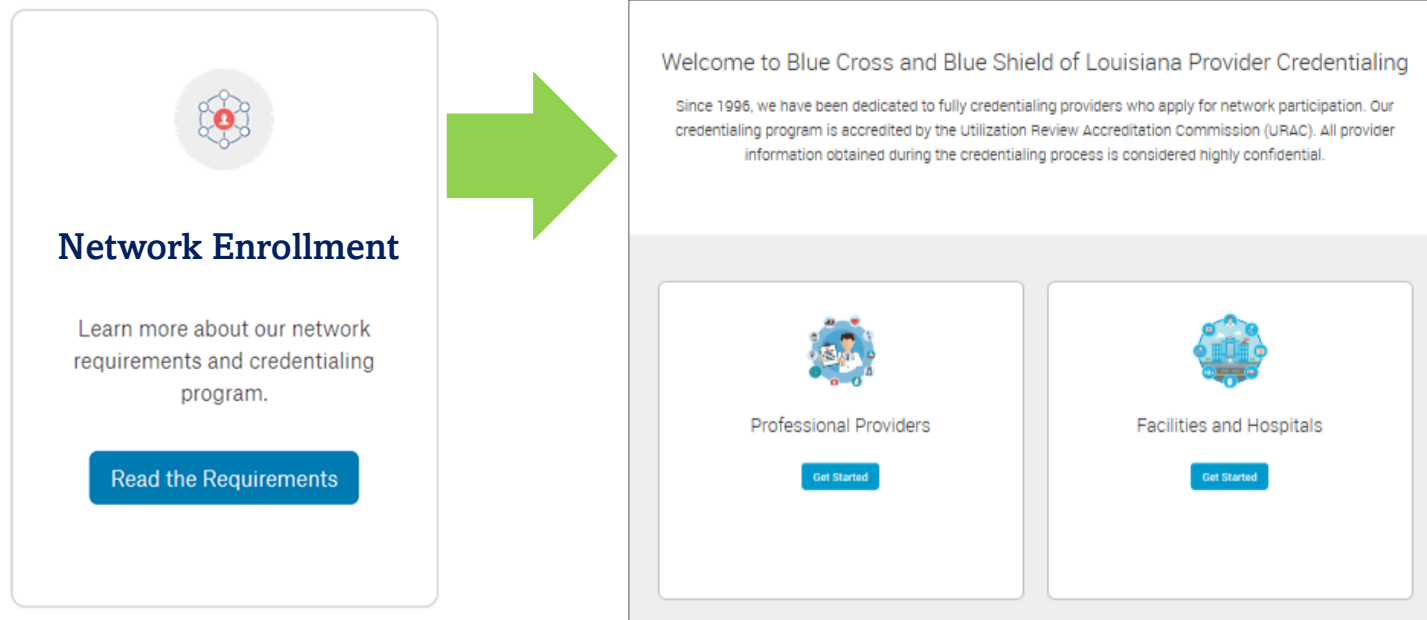 Network Enrollment
Learn more about our network
requirements and credentialing
program.
Read the Requirements
Welcome to Blue Cross and Blue Shield of Louisiana Provider Credentialing
Since 1996, we have been dedicated to fully credentialing providers who apply for network participation. Our
credentialing program is accredited by the Utilization Review Accreditation Commission (URAC). All provider
information obtained during the credentialing process is considered highly confidential.
Professional Providers
Get Started
Facilities and Hospitals
Get Started